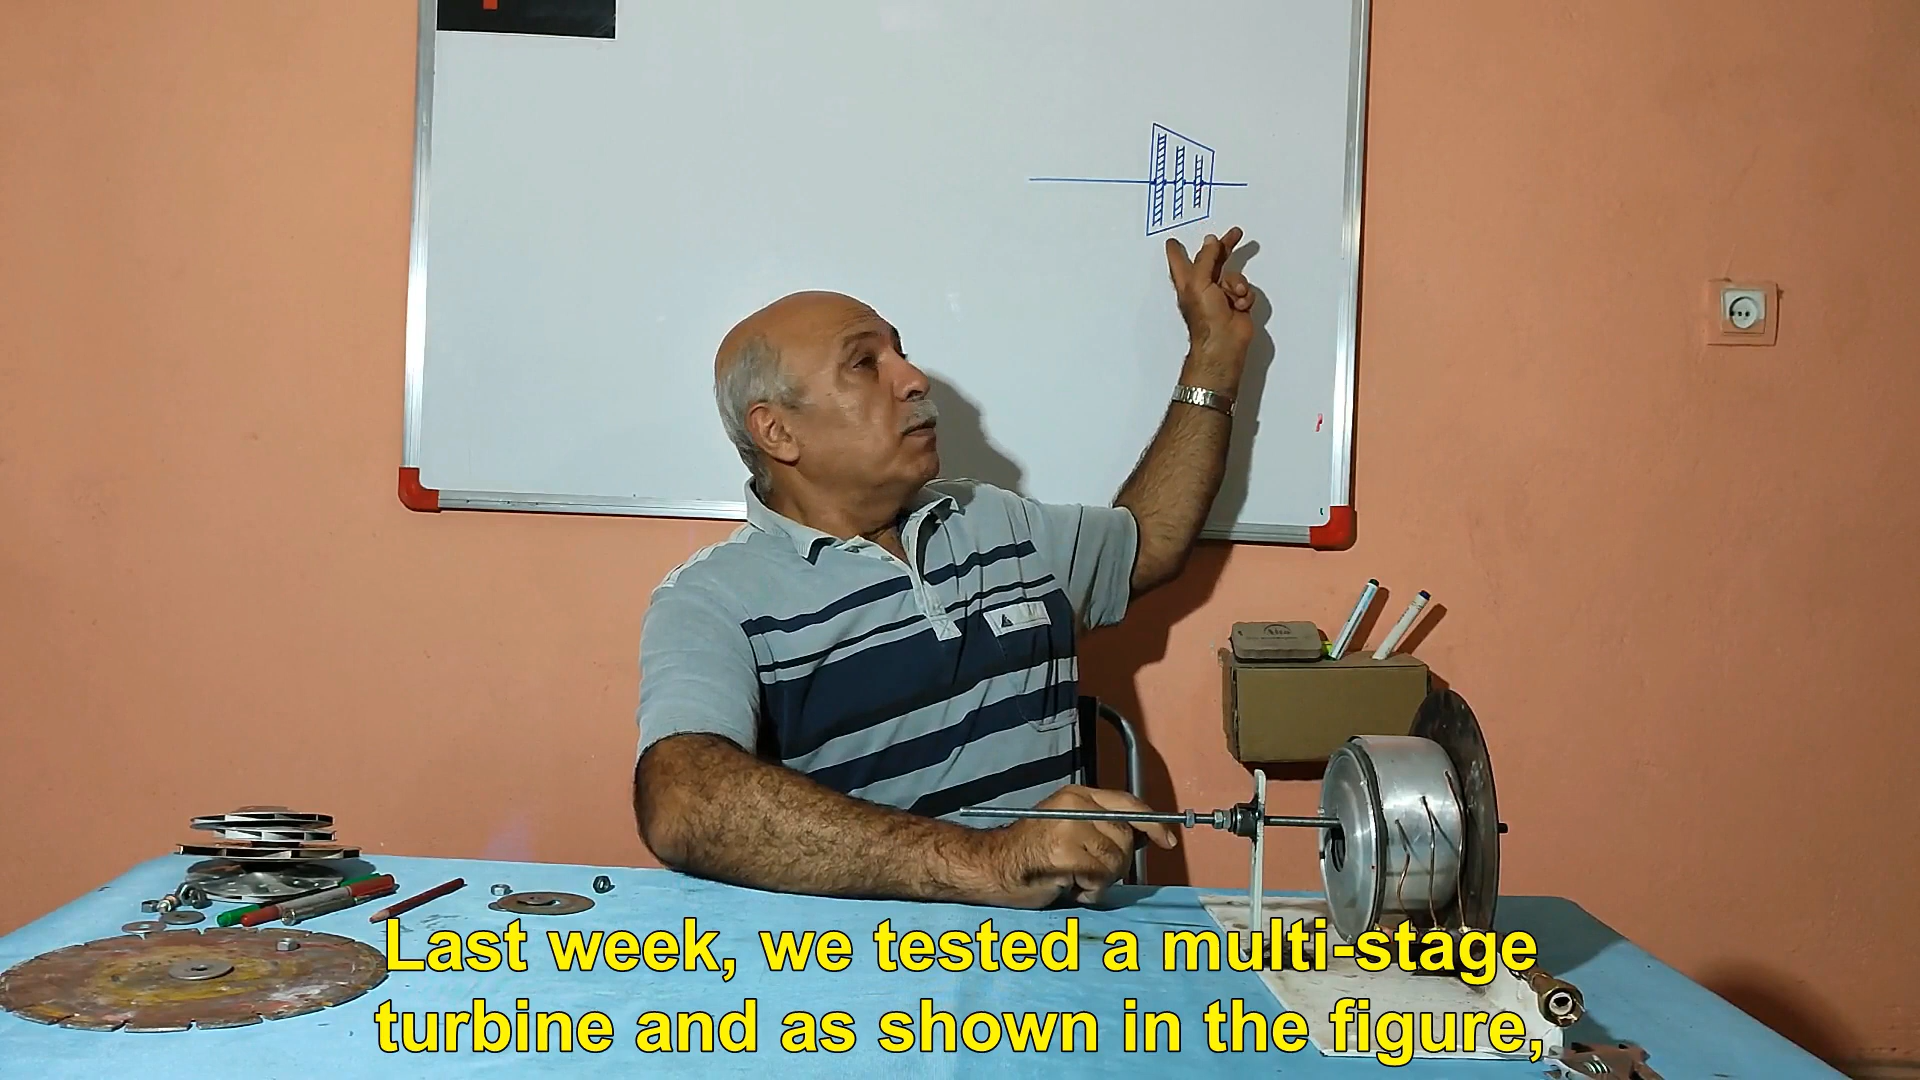 Last week, we tested a multi-stage
turbine and as shown in the figure,